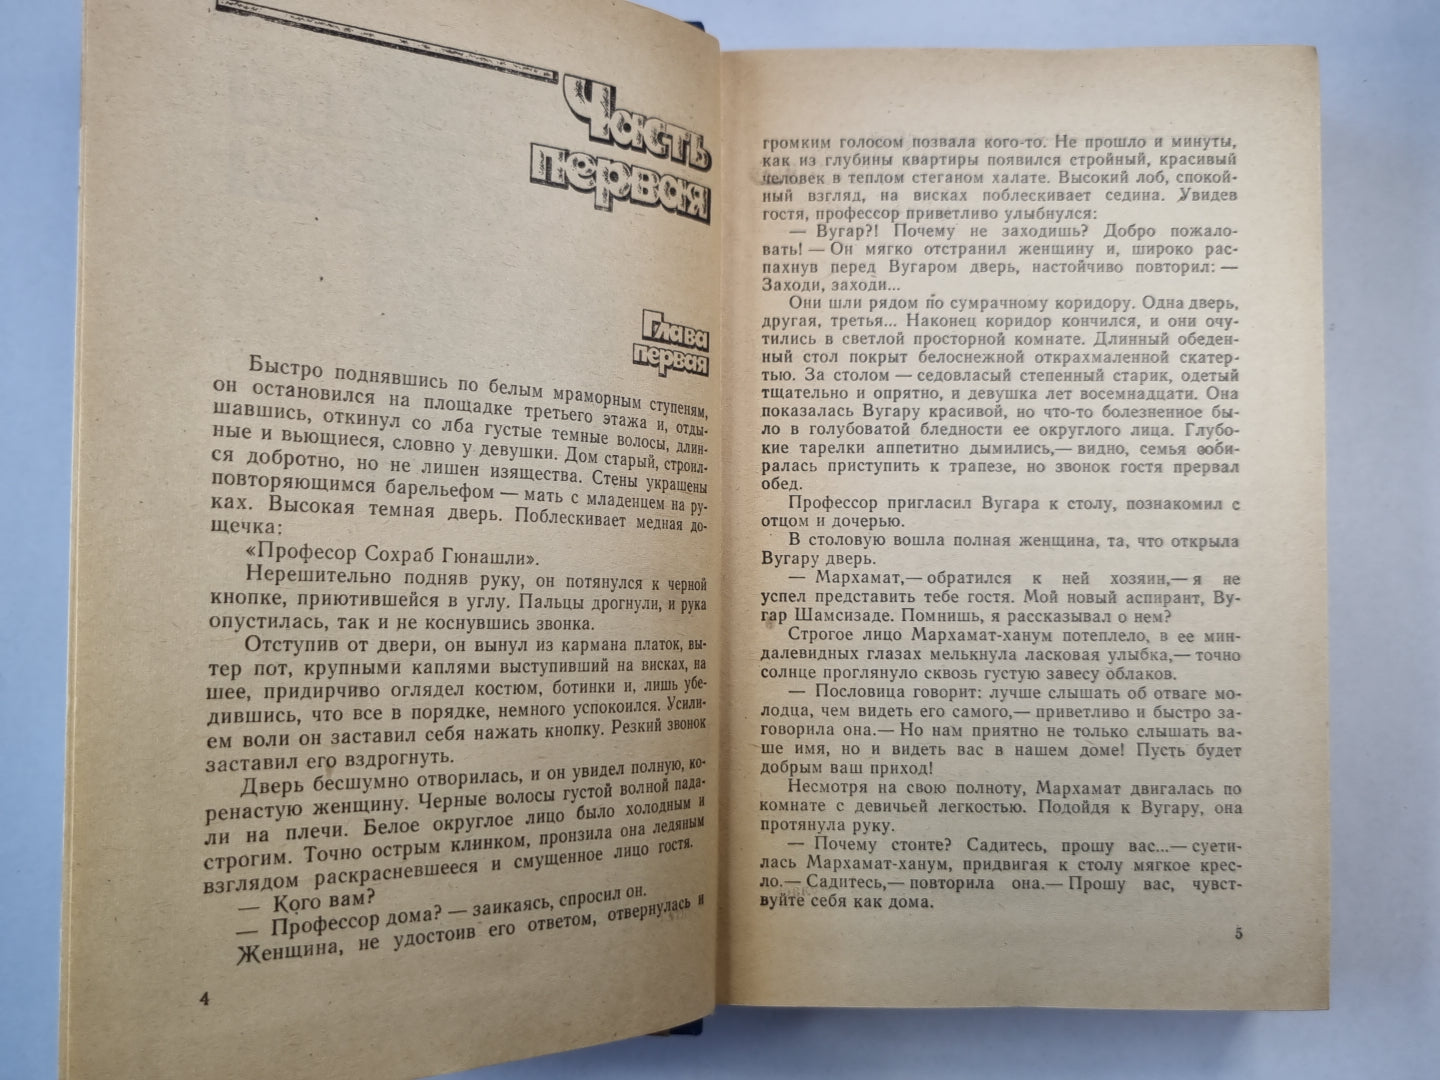 Часть
первая
Глава
первая
Быстро поднявшись по белым мраморным ступеням,
он остановился на площадке третьего этажа и, отды-
шавшись, откинул со лба густые темные волосы, длин-
ные и вьющиеся, словно у девушки. Дом старый, строил-
ся добротно, но не лишен изящества. Стены украшены
повторяющимся барельефом — мать с младенцем на ру-
ках. Высокая темная дверь. Поблескивает медная до-
щечка:
«Професор Сохраб Гюнашли».
Нерешительно подняв руку, он потянулся к черной
кнопке, приютившейся в углу. Пальцы дрогнули, и рука
опустилась, так и не коснувшись звонка.
Отступив от двери, он вынул из кармана платок, вы-
тер пот, крупными каплями выступивший на висках, на
шее, придирчиво оглядел костюм, ботинки и, лишь убе-
дившись, что все в порядке, немного успокоился. Усили-
ем воли он заставил себя нажать кнопку. Резкий звонок
заставил его вздрогнуть.
Дверь бесшумно отворилась, и он увидел полную, ко-
ренастую женщину. Черные волосы густой волной пада-
ли на плечи. Белое округлое лицо было холодным и
строгим. Точно острым клинком, пронзила она ледяным
взглядом раскрасневшееся и смущенное лицо гостя.
— Кого вам?
— Профессор дома? — заикаясь, спросил он.
Женщина, не удостоив его ответом, отвернулась и
4
громким голосом позвала кого-то. Не прошло и минуты,
как из глубины квартиры появился стройный, красивый
человек в теплом стеганом халате. Высокий лоб, спокой-
ный взгляд, на висках поблескивает седина. Увидев
гостя, профессор приветливо улыбнулся:
— Вугар?! Почему не заходишь? Добро пожало-
вать! — Он мягко отстранил женщину и, широко рас-
пахнув перед Вугаром дверь, настойчиво повторил: —
Заходи, заходи...
Они шли рядом по сумрачному коридору. Одна дверь,
другая, третья... Наконец коридор кончился, и они очу-
тились в светлой просторной комнате. Длинный обеден-
ный стол покрыт белоснежной открахмаленной скатер-
тью. За столом — седовласый степенный старик, одетый
тщательно и опрятно, и девушка лет восемнадцати. Она
показалась Вугару красивой, но что-то болезненное бы-
ло в голубоватой бледности ее округлого лица. Глубо-
кие тарелки аппетитно дымились,— видно, семья соби-
ралась приступить к трапезе, но звонок гостя прервал
обед.
Профессор пригласил Вугара к столу, познакомил с
отцом и дочерью.
В столовую вошла полная женщина, та, что открыла
Вугару дверь.
— Мархамат,— обратился к ней хозяин,— я не
успел представить тебе гостя. Мой новый аспирант, Ву-
гар Шамсизаде. Помнишь, я рассказывал о нем?
Строгое лицо Мархамат-ханум потеплело, в ее мин-
далевидных глазах мелькнула ласковая улыбка,— точно
солнце проглянуло сквозь густую завесу облаков.
— Пословица говорит: лучше слышать об отваге мо-
лодца, чем видеть его самого,— приветливо и быстро за-
говорила она.— Но нам приятно не только слышать ва-
ше имя, но и видеть вас в нашем доме! Пусть будет
добрым ваш приход!
Несмотря на свою полноту, Мархамат двигалась по
комнате с девичьей легкостью. Подойдя к Вугару, она
протянула руку.
— Почему стоите? Садитесь, прошу вас...— суети-
лась Мархамат-ханум, придвигая к столу мягкое крес-
ло.— Садитесь,— повторила она.— Прошу вас, чувст-
вуйте себя как дома.
5